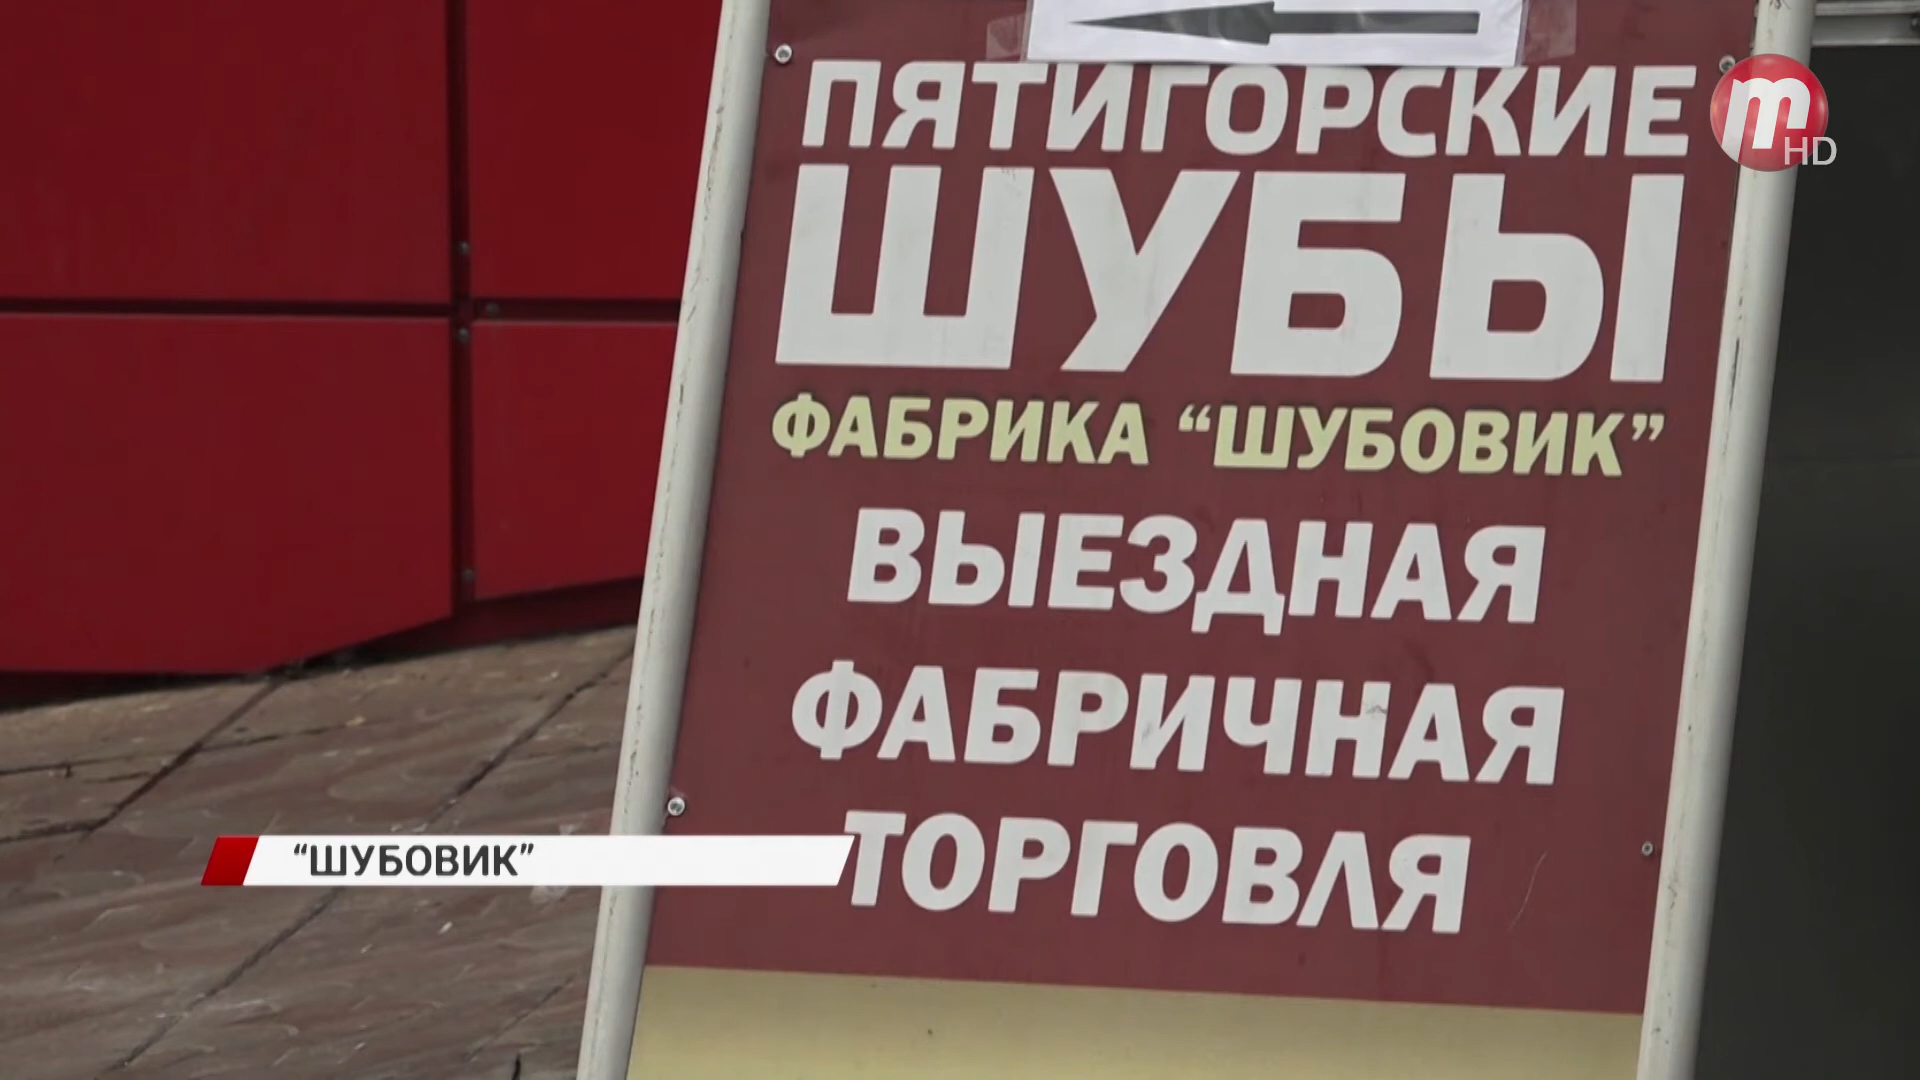 ПЯТИГОРСКИЕ
ШУБЫ
ФАБРИКА “ШУБОВИК”
ВЫЕЗДНАЯ
ФАБРИЧНАЯ
ТОРГОВЛЯ
“ШУБОВИК”
m HD